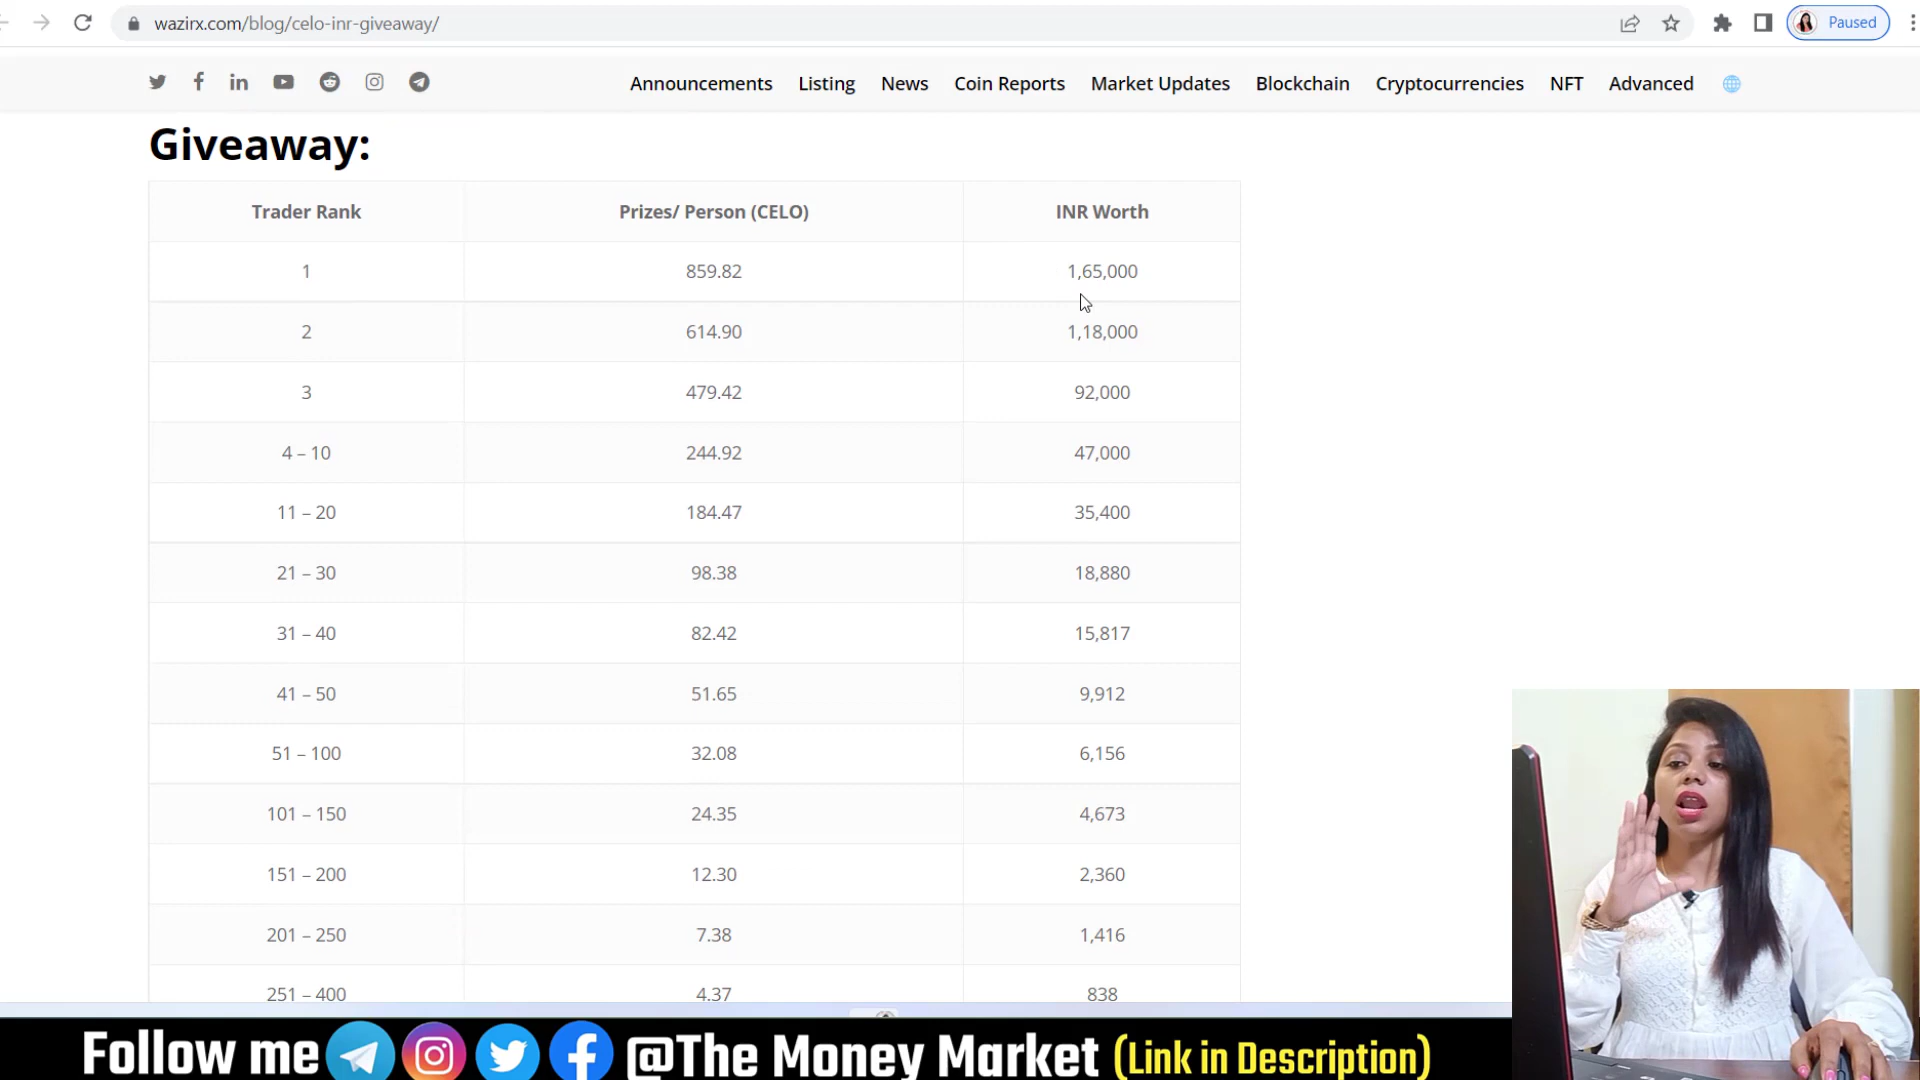 wazirx.com/blog/celo-inr-giveaway/
Paused
Announcements Listing News Coin Reports Market Updates Blockchain Cryptocurrencies NFT Advanced
Giveaway:
Trader Rank Prizes/ Person (CELO) INR Worth
1 859.82 1,65,000
2 614.90 1,18,000
3 479.42 92,000
4 – 10 244.92 47,000
11 – 20 184.47 35,400
21 – 30 98.38 18,880
31 – 40 82.42 15,817
41 – 50 51.65 9,912
51 – 100 32.08 6,156
101 – 150 24.35 4,673
151 – 200 12.30 2,360
201 – 250 7.38 1,416
251 – 400 4.37 838
Follow me @The Money Market (Link in Description)